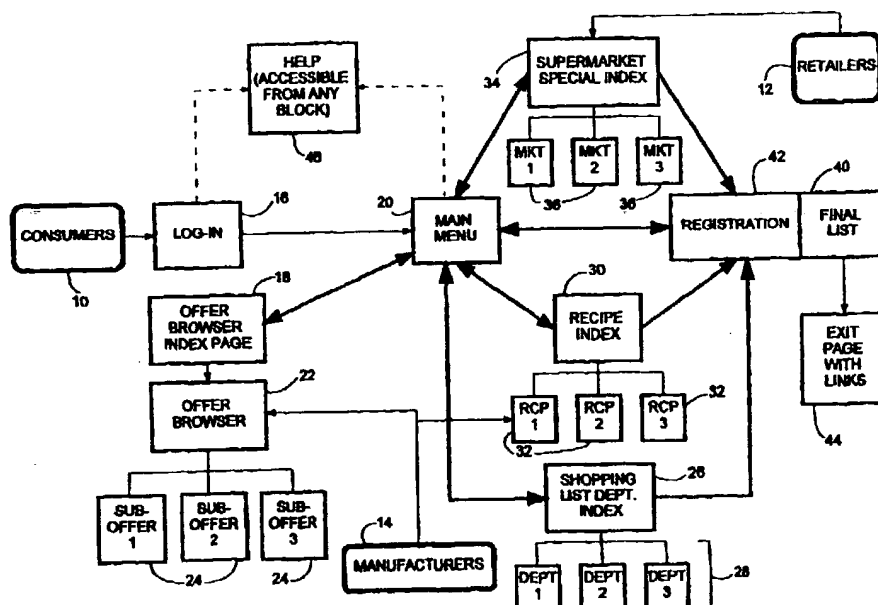 HELP
(ACCESSIBLE
FROM ANY
BLOCK)
46
34
SUPERMARKET
SPECIAL INDEX
RETAILERS
12
MKT
1
MKT
2
MKT
3
36
36
42
40
CONSUMERS
10
16
LOG-IN
20
MAIN
MENU
REGISTRATION
FINAL
LIST
18
OFFER
BROWSER
INDEX PAGE
30
RECIPE
INDEX
EXIT
PAGE
WITH
LINKS
44
22
OFFER
BROWSER
RCP
1
RCP
2
RCP
3
32
32
26
SHOPPING
LIST DEPT.
INDEX
SUB-
OFFER
1
SUB-
OFFER
2
SUB-
OFFER
3
24
24
14
MANUFACTURERS
DEPT
1
DEPT
2
DEPT
3
28